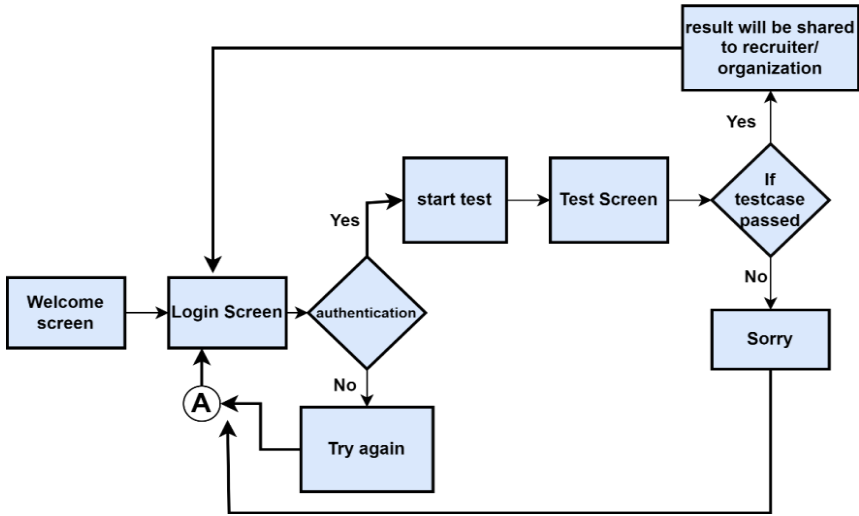 result will be shared
to recruiter/
organization
Yes
If
testcase
passed
start test
Test Screen
Yes
No
Welcome
screen
Login Screen
authentication
Sorry
No
A
Try again